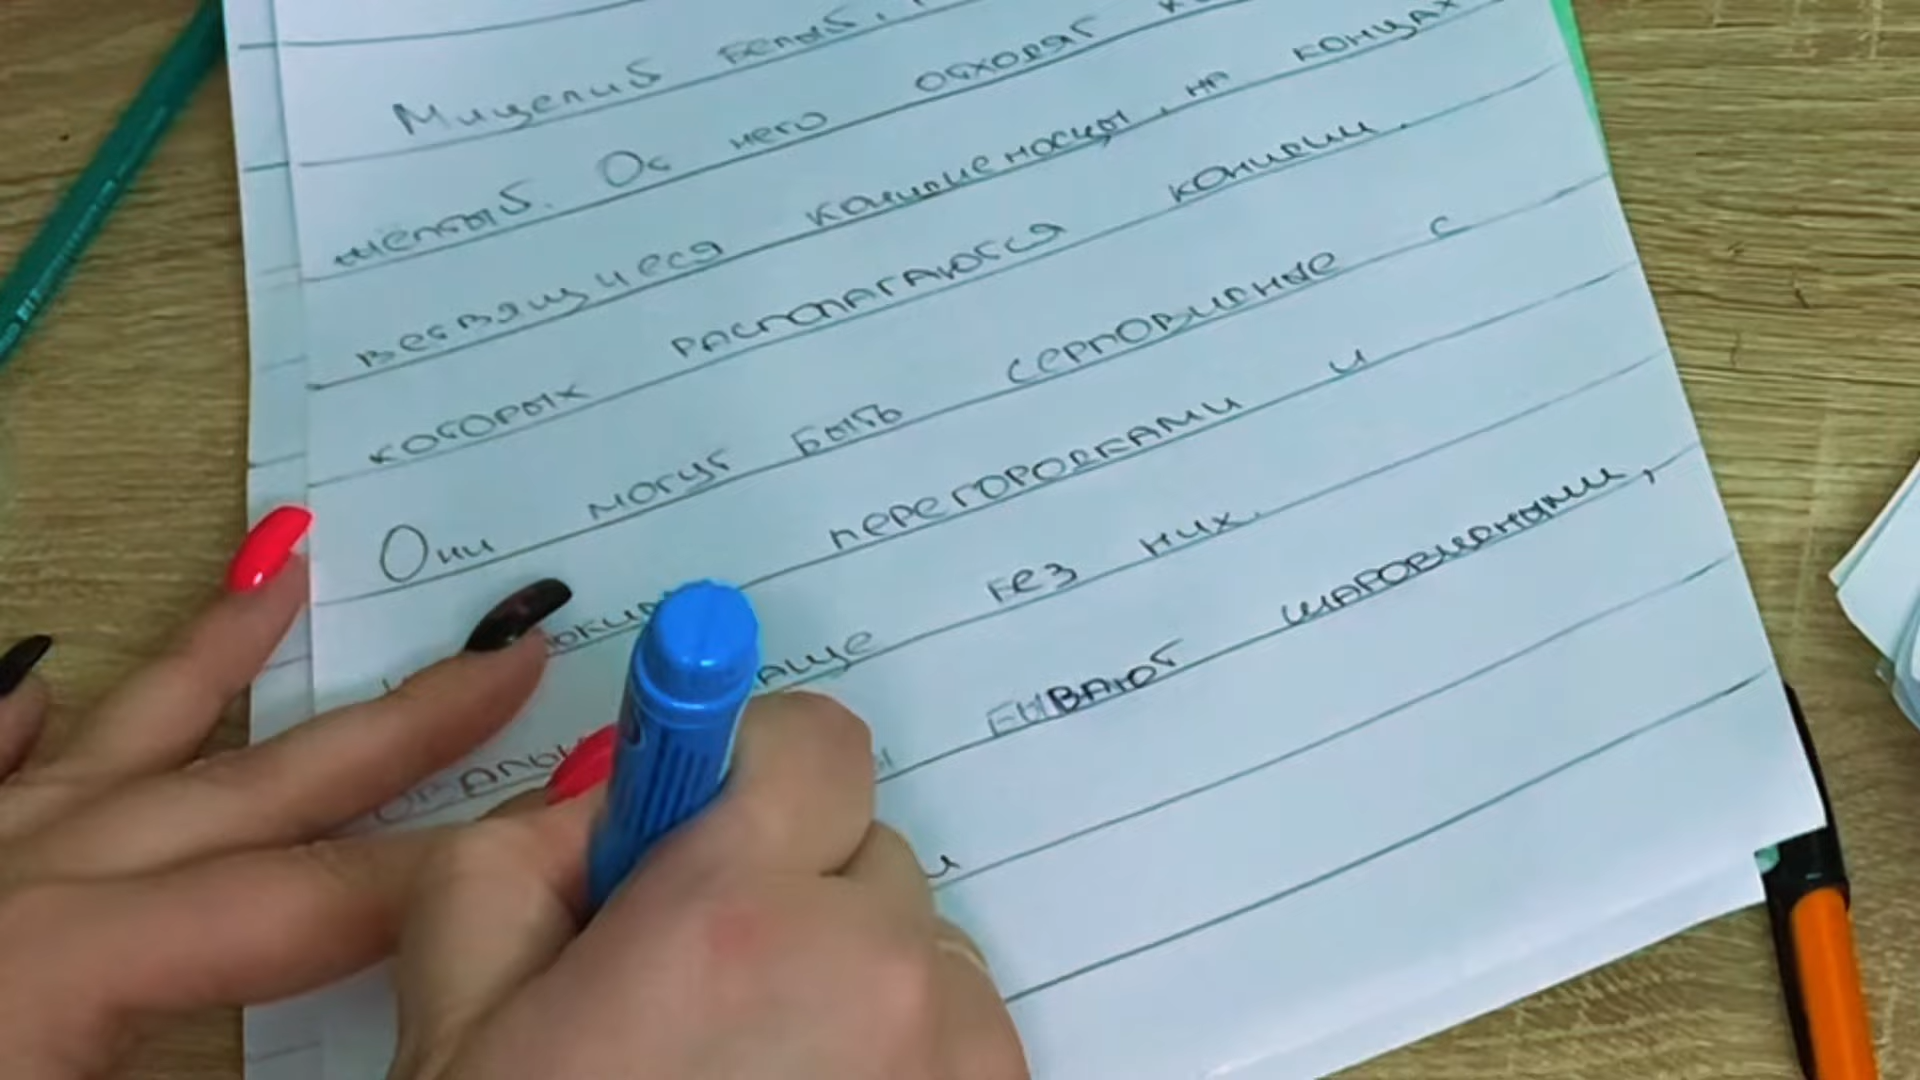 Мицелий белый,
жёлтый. От него отходят
ветвящиеся конидиеносцы, на концах
которых располагаются конидии.
Они могут быть серповидные с
перегородками и
без них.
бывают шаровидными,
и